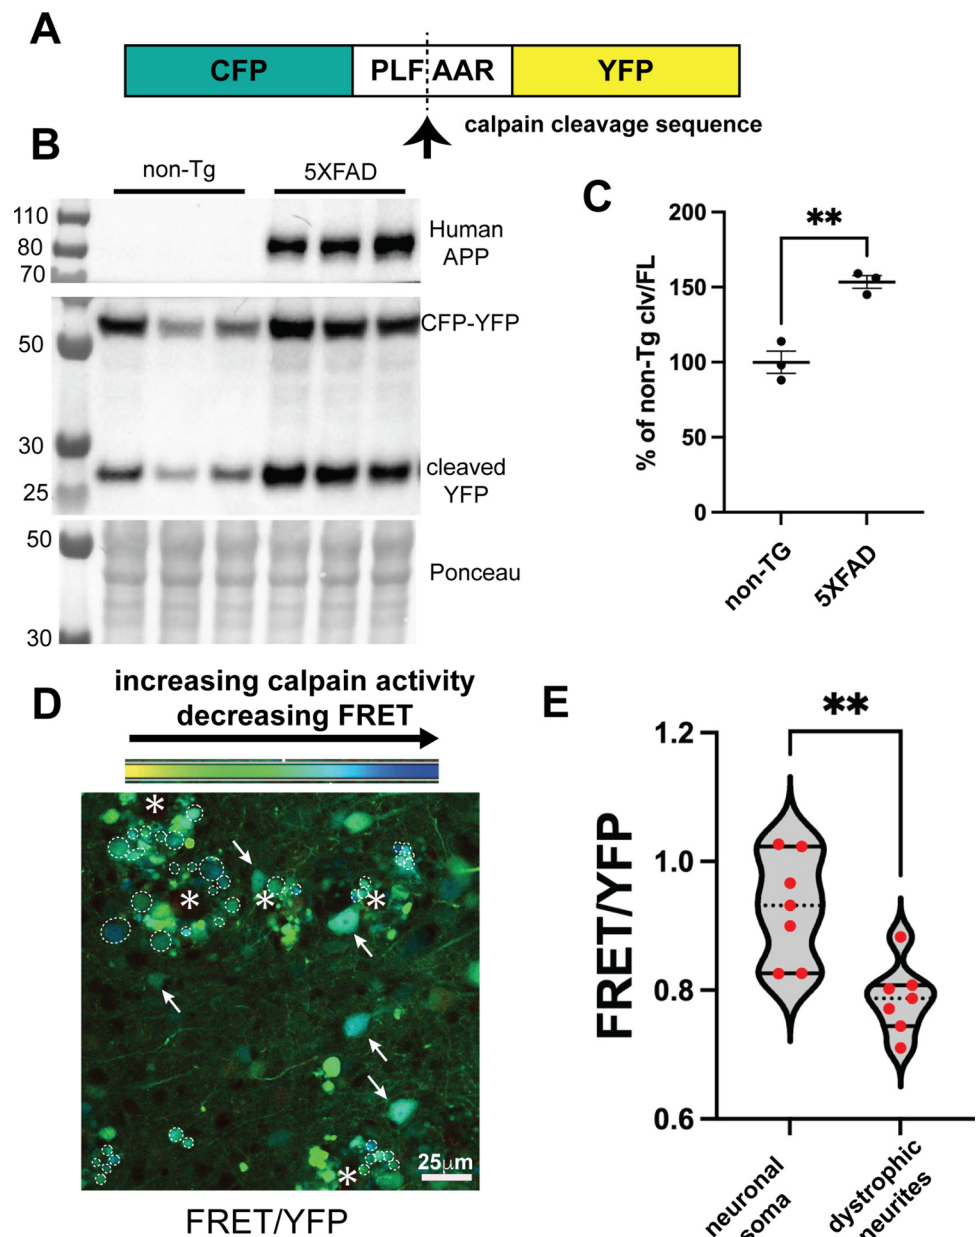 A
CFP
PLF AAR
YFP
calpain cleavage sequence
B
non-Tg
5XFAD
110
80
70
Human
APP
50
30
25
CFP-YFP
cleaved
YFP
50
30
Ponceau
C
% of non-Tg clv/FL
200
150
100
50
0
**
non-TG
5XFAD
D
increasing calpain activity
decreasing FRET
*
* * *
*
25μm
FRET/YFP
E
FRET/YFP
1.2
1.0
0.8
0.6
**
neuronal
soma
dystrophic
neurites